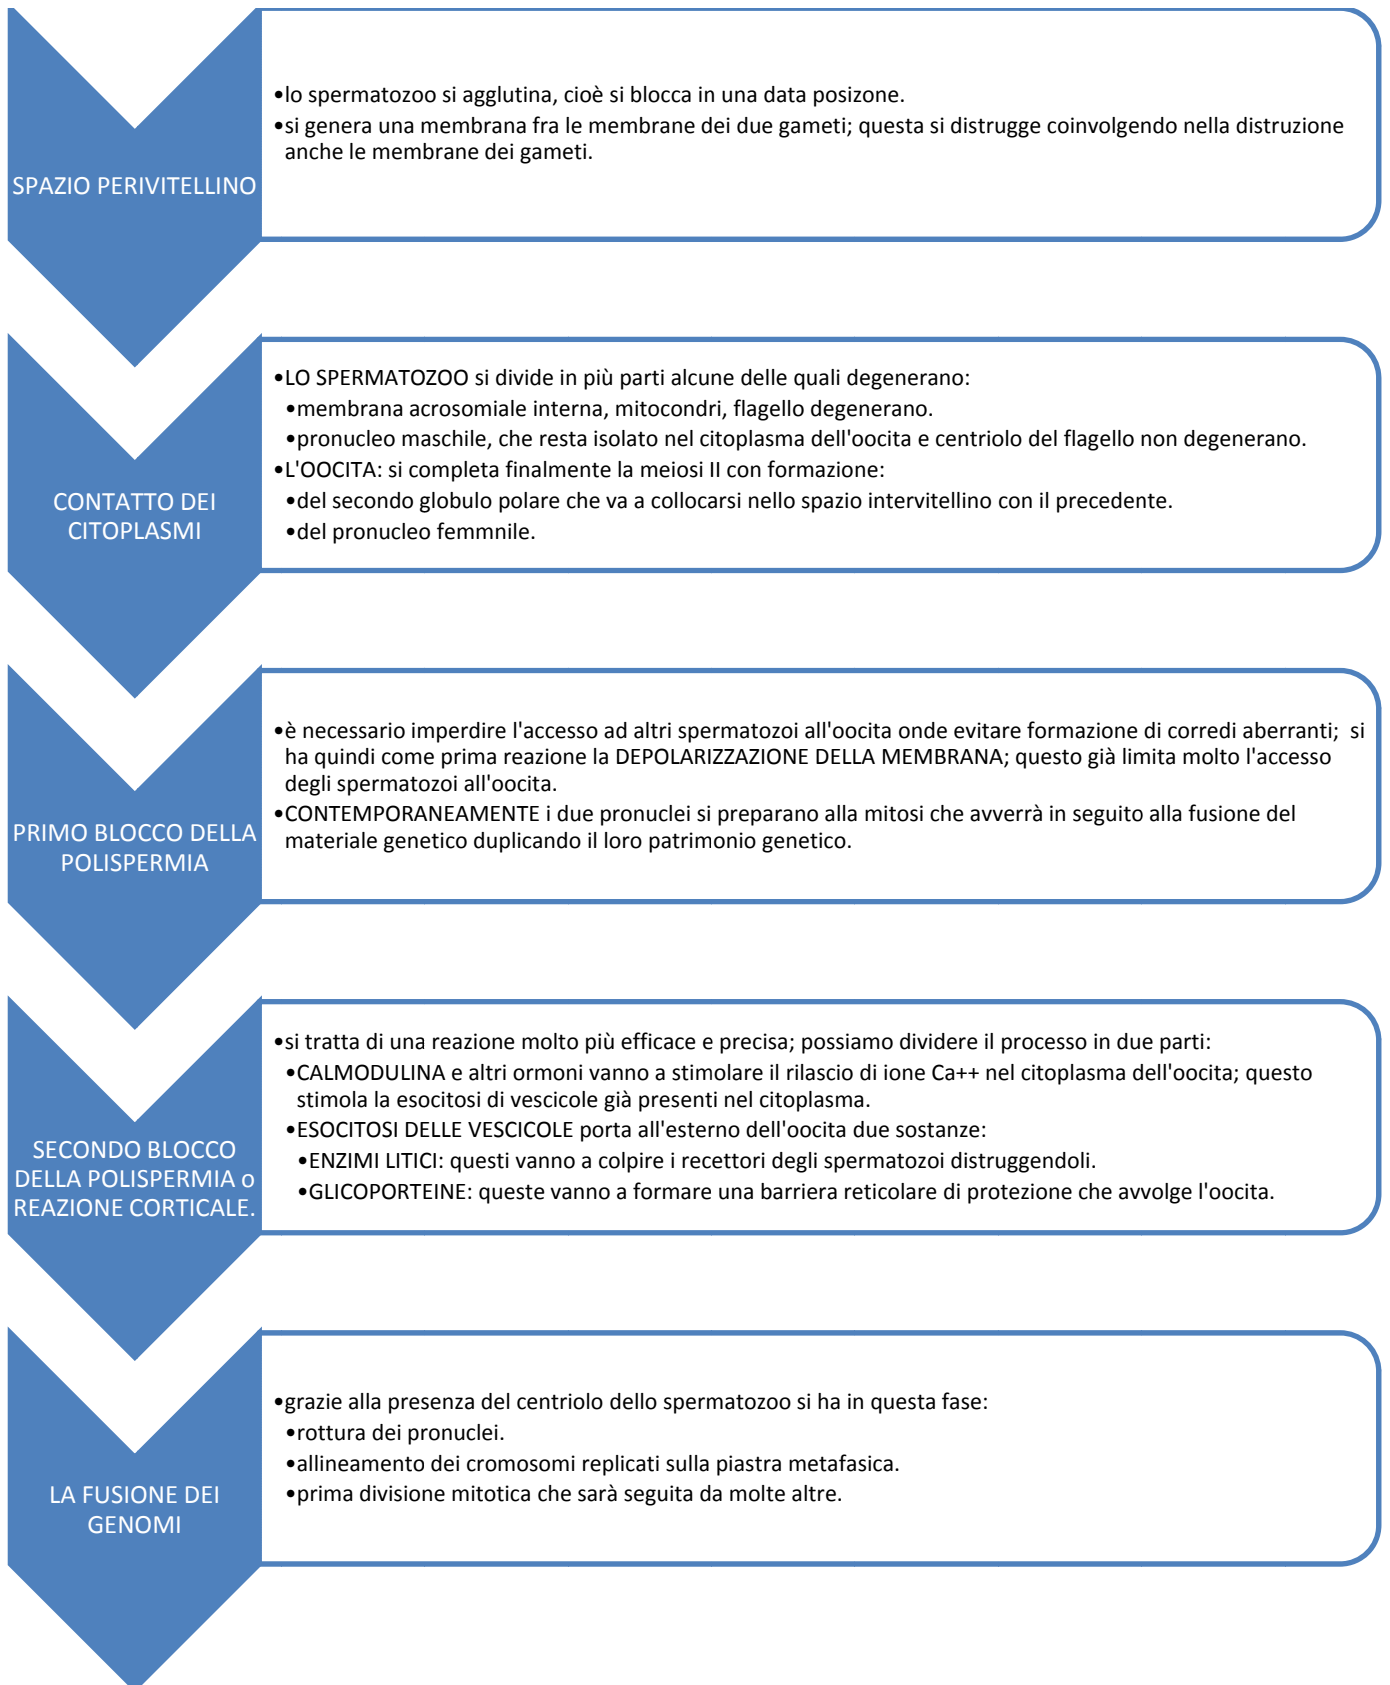 SPAZIO PERIVITELLINO
•lo spermatozoo si agglutina, cioè si blocca in una data posizone.
•si genera una membrana fra le membrane dei due gameti; questa si distrugge coinvolgendo nella distruzione
anche le membrane dei gameti.
CONTATTO DEI
CITOPLASMI
•LO SPERMATOZOO si divide in più parti alcune delle quali degenerano:
•membrana acrosomiale interna, mitocondri, flagello degenerano.
•pronucleo maschile, che resta isolato nel citoplasma dell'oocita e centriolo del flagello non degenerano.
•L'OOCITA: si completa finalmente la meiosi II con formazione:
•del secondo globulo polare che va a collocarsi nello spazio intervitellino con il precedente.
•del pronucleo femmnile.
PRIMO BLOCCO DELLA
POLISPERMIA
•è necessario imperdire l'accesso ad altri spermatozoi all'oocita onde evitare formazione di corredi aberranti; si
ha quindi come prima reazione la DEPOLARIZZAZIONE DELLA MEMBRANA; questo già limita molto l'accesso
degli spermatozoi all'oocita.
•CONTEMPORANEAMENTE i due pronuclei si preparano alla mitosi che avverrà in seguito alla fusione del
materiale genetico duplicando il loro patrimonio genetico.
SECONDO BLOCCO
DELLA POLISPERMIA o
REAZIONE CORTICALE.
•si tratta di una reazione molto più efficace e precisa; possiamo dividere il processo in due parti:
•CALMODULINA e altri ormoni vanno a stimolare il rilascio di ione Ca++ nel citoplasma dell'oocita; questo
stimola la esocitosi di vescicole già presenti nel citoplasma.
•ESOCITOSI DELLE VESCICOLE porta all'esterno dell'oocita due sostanze:
•ENZIMI LITICI: questi vanno a colpire i recettori degli spermatozoi distruggendoli.
•GLICOPORTEINE: queste vanno a formare una barriera reticolare di protezione che avvolge l'oocita.
LA FUSIONE DEI
GENOMI
•grazie alla presenza del centriolo dello spermatozoo si ha in questa fase:
•rottura dei pronuclei.
•allineamento dei cromosomi replicati sulla piastra metafasica.
•prima divisione mitotica che sarà seguita da molte altre.